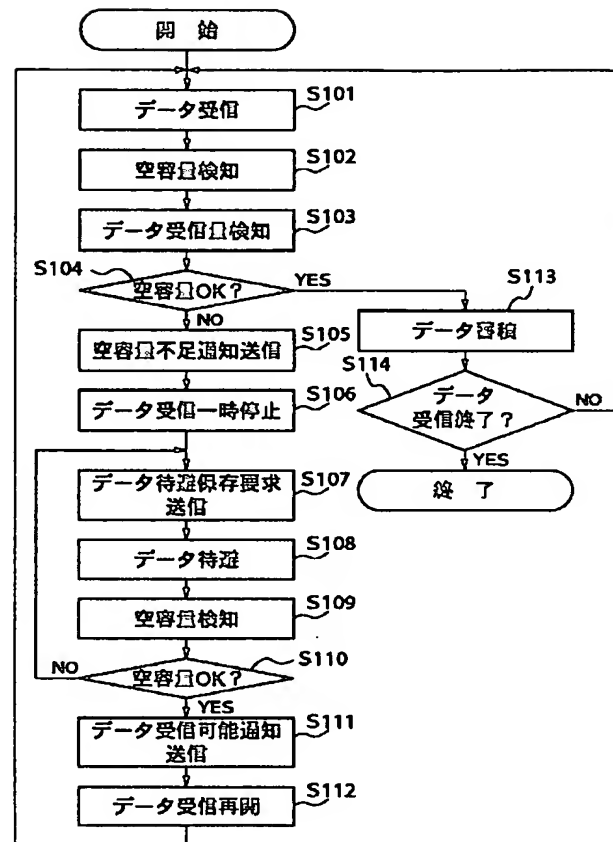 開 始
S101
データ受信
S102
空容量検知
S103
データ受信量検知
S104
空容量OK?
YES
NO
S105
空容量不足通知送信
S106
データ受信一時停止
S107
データ待避保存要求
送信
S108
データ待避
S109
空容量検知
S110
空容量OK?
NO
YES
S111
データ受信可能通知
送信
S112
データ受信再開
S113
データ蓄積
S114
データ
受信終了?
NO
YES
終 了